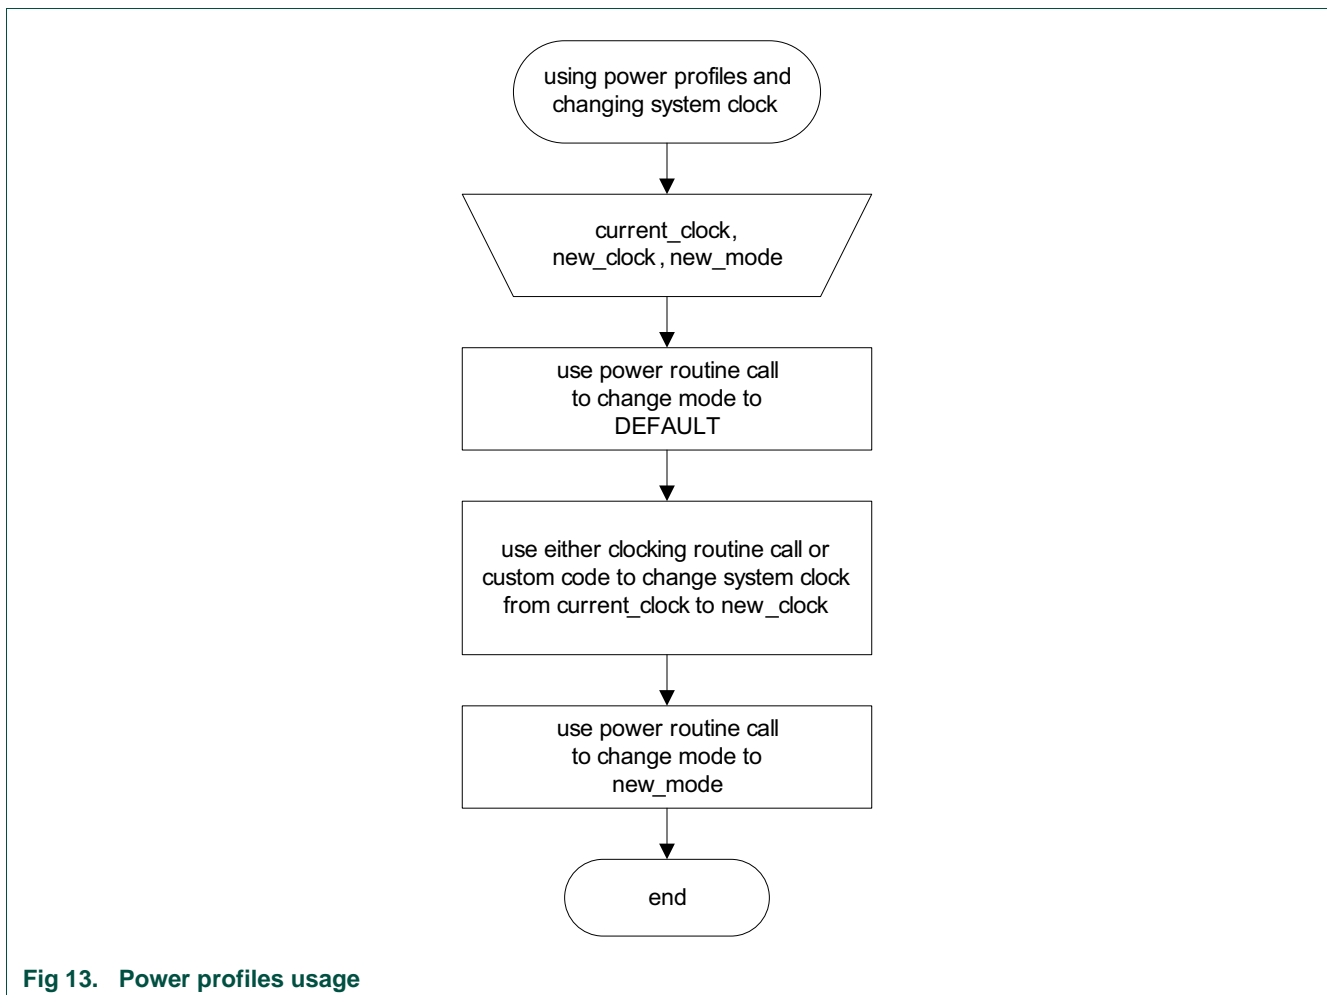 using power profiles and
changing system clock
current_clock,
new_clock, new_mode
use power routine call
to change mode to
DEFAULT
use either clocking routine call or
custom code to change system clock
from current_clock to new_clock
use power routine call
to change mode to
new_mode
end
Fig 13. Power profiles usage